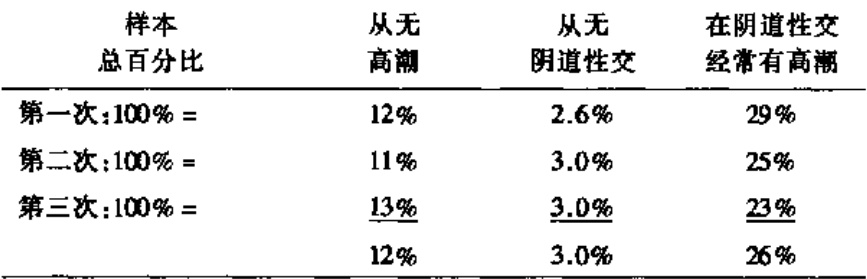 样本 从无 从无 在阴道性交
总百分比 高潮 阴道性交 经常有高潮
第一次:100% = 12% 2.6% 29%
第二次:100% = 11% 3.0% 25%
第三次:100% = 13% 3.0% 23%
12% 3.0% 26%